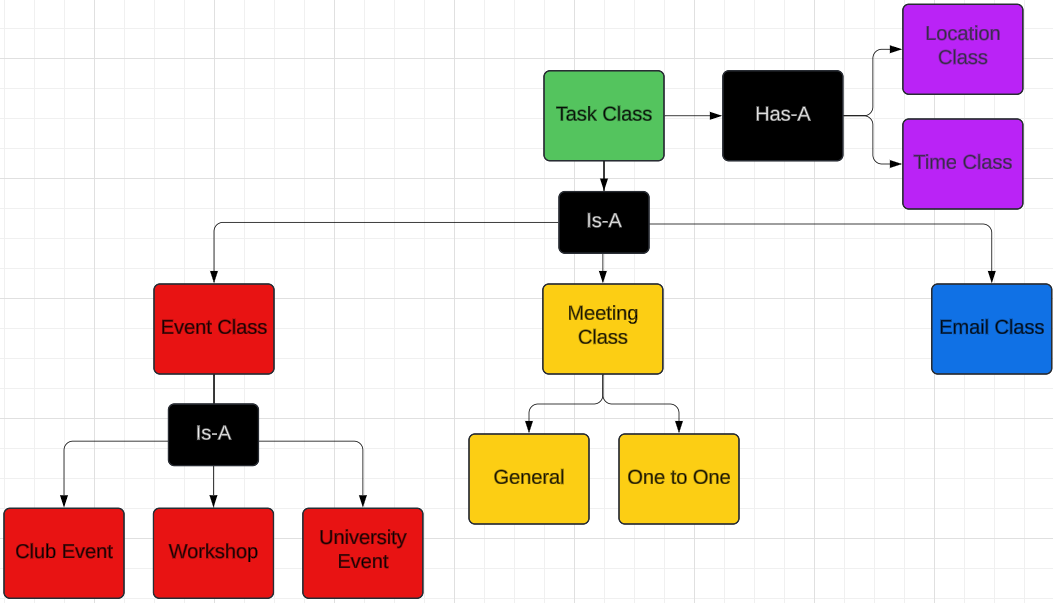 Location
Class
Task Class
Has-A
Time Class
Is-A
Event Class
Meeting
Class
Email Class
Is-A
General
One to One
Club Event
Workshop
University
Event